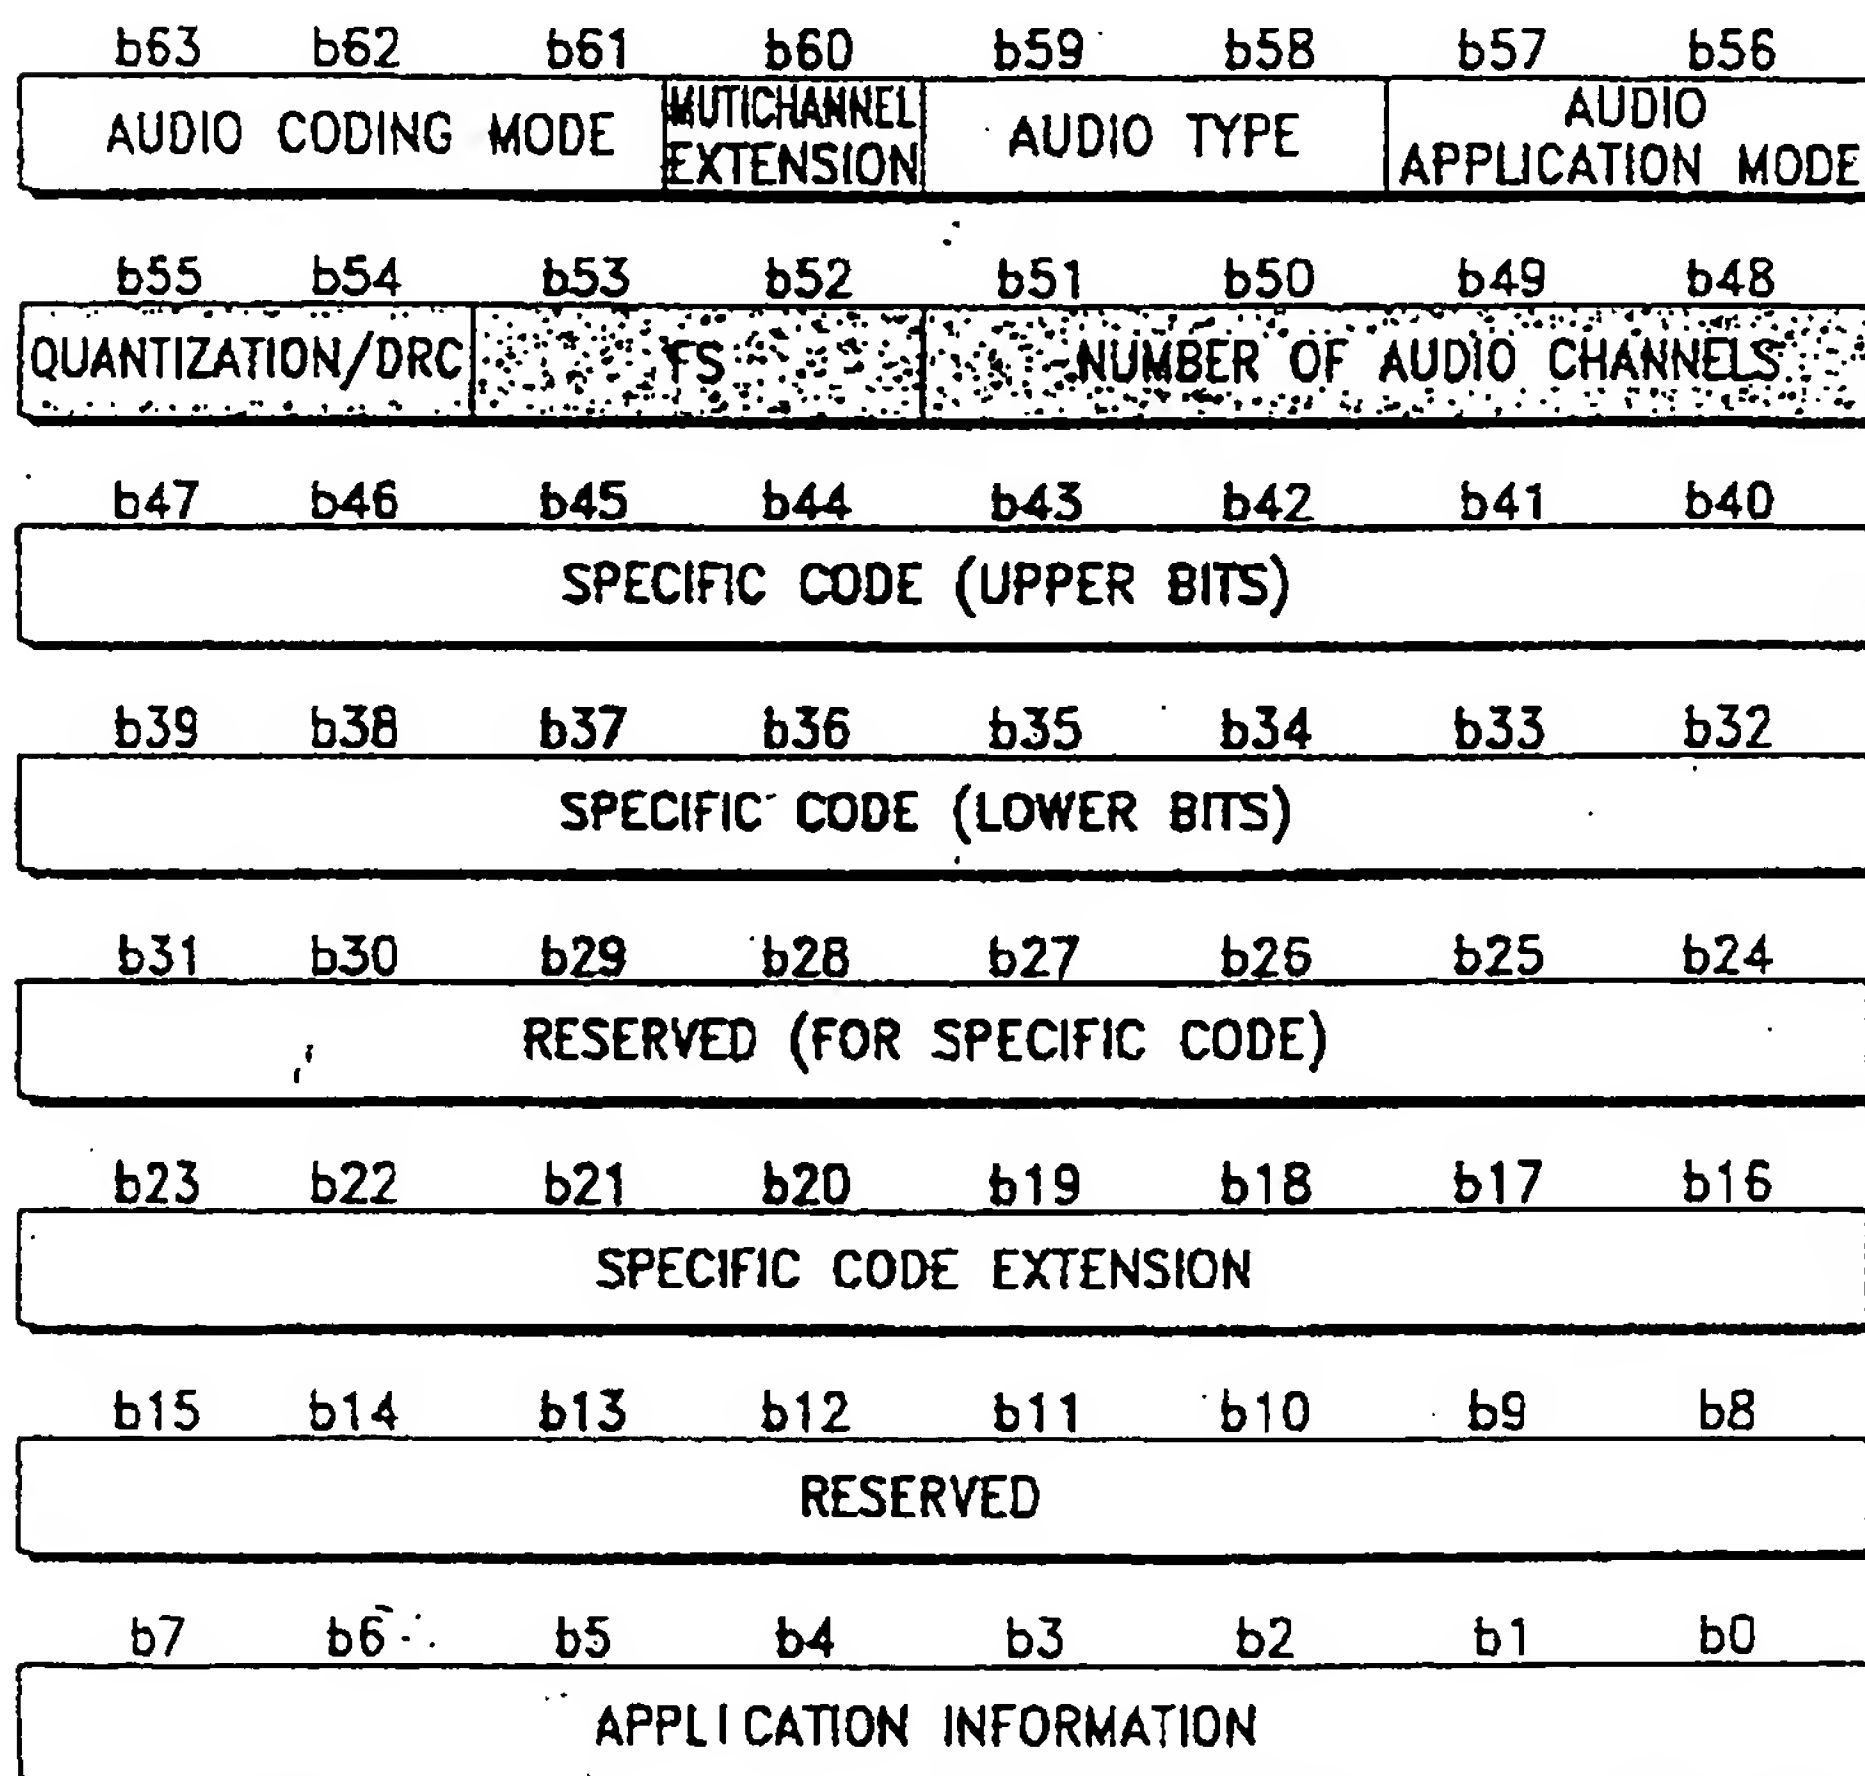 b63 b62 b61 b60 b59 b58 b57 b56
AUDIO CODING MODE
MUTICHANNEL
EXTENSION
AUDIO TYPE
AUDIO
APPLICATION MODE
b55 b54 b53 b52 b51 b50 b49 b48
QUANTIZATION/DRC FS NUMBER OF AUDIO CHANNELS
b47 b46 b45 b44 b43 b42 b41 b40
SPECIFIC CODE (UPPER BITS)
b39 b38 b37 b36 b35 b34 b33 b32
SPECIFIC CODE (LOWER BITS)
b31 b30 b29 b28 b27 b26 b25 b24
RESERVED (FOR SPECIFIC CODE)
b23 b22 b21 b20 b19 b18 b17 b16
SPECIFIC CODE EXTENSION
b15 b14 b13 b12 b11 b10 b9 b8
RESERVED
b7 b6 b5 b4 b3 b2 b1 b0
APPLICATION INFORMATION